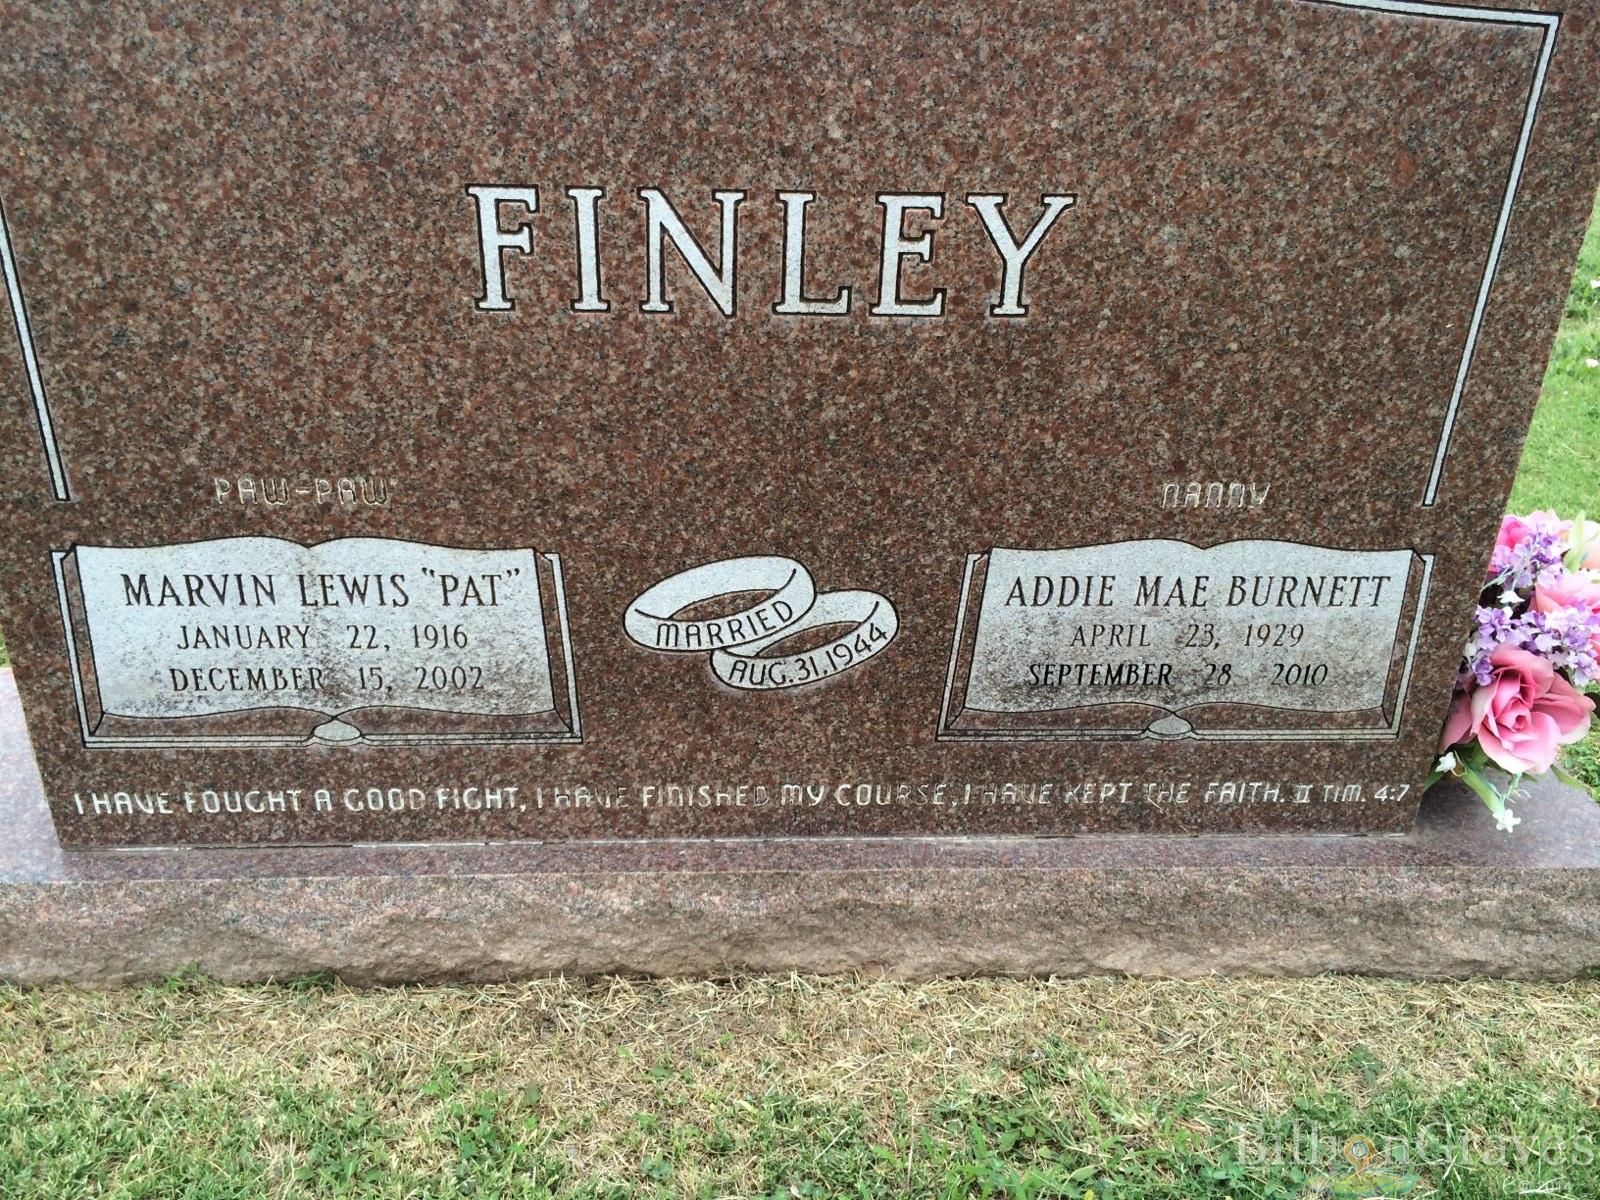 FINLEY
PAW-PAW
MARVIN LEWIS "PAT"
JANUARY 22, 1916
DECEMBER 15, 2002
MARRIED
AUG. 31, 1944
NANNY
ADDIE MAE BURNETT
APRIL 23, 1929
SEPTEMBER 28, 2010
I HAVE FOUGHT A GOOD FIGHT, I HAVE FINISHED MY COURSE, I HAVE KEPT THE FAITH. II TIM. 4:7
BillionGraves